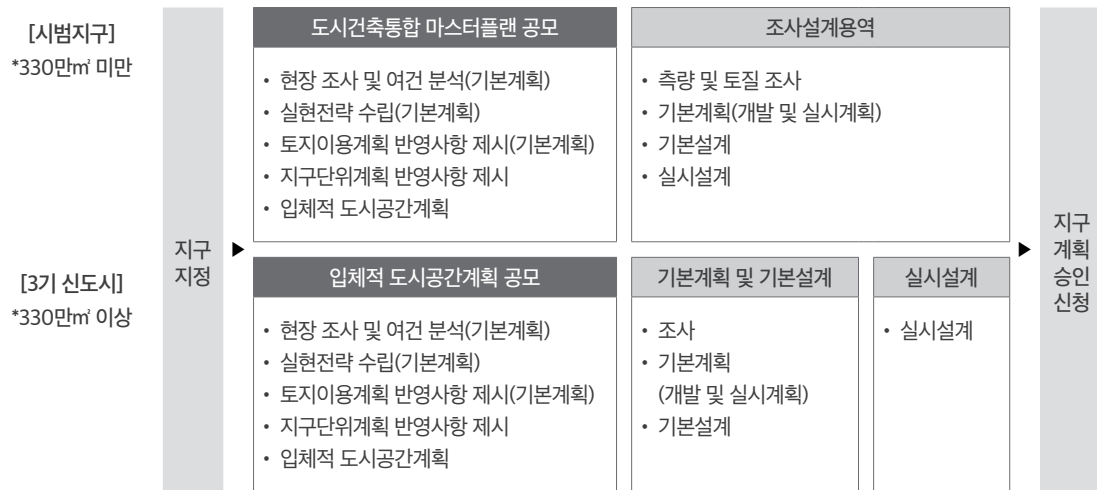 [시범지구]
*330만㎡ 미만
[3기 신도시]
*330만㎡ 이상
지구
지정
▶
도시건축통합 마스터플랜 공모
• 현장 조사 및 여건 분석(기본계획)
• 실현전략 수립(기본계획)
• 토지이용계획 반영사항 제시(기본계획)
• 지구단위계획 반영사항 제시
• 입체적 도시공간계획
조사설계용역
• 측량 및 토질 조사
• 기본계획(개발 및 실시계획)
• 기본설계
• 실시설계
입체적 도시공간계획 공모
• 현장 조사 및 여건 분석(기본계획)
• 실현전략 수립(기본계획)
• 토지이용계획 반영사항 제시(기본계획)
• 지구단위계획 반영사항 제시
• 입체적 도시공간계획
기본계획 및 기본설계
• 조사
• 기본계획
(개발 및 실시계획)
• 기본설계
실시설계
• 실시설계
▶
지구
계획
승인
신청